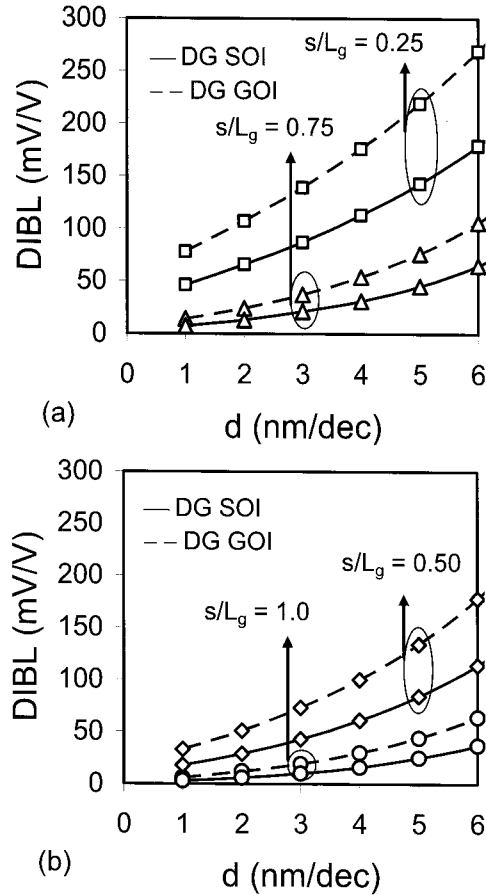 300
250
200
150
100
50
0
DIBL (mV/V)
DG SOI
DG GOI
s/Lg = 0.25
s/Lg = 0.75
0 1 2 3 4 5 6
d (nm/dec)
(a)
300
250
200
150
100
50
0
DIBL (mV/V)
DG SOI
DG GOI
s/Lg = 0.50
s/Lg = 1.0
0 1 2 3 4 5 6
d (nm/dec)
(b)